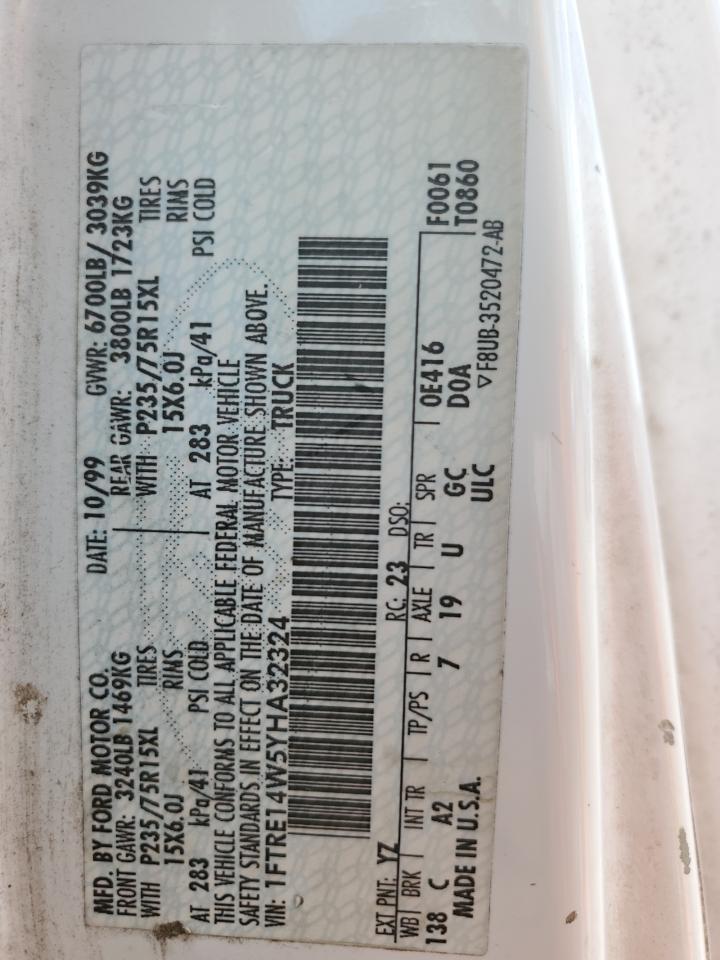 MFD. BY FORD MOTOR CO. DATE: 10/99 GVWR: 6700LB/ 3039KG
FRONT GAWR: 3240LB 1469KG REAR GAWR: 3800LB 1723KG
WITH P235/75R15XL TIRES WITH P235/75R15XL TIRES
15X6.0J RIMS 15X6.0J RIMS
AT 283 kPa/41 PSI COLD AT 283 kPa/41 PSI COLD
THIS VEHICLE CONFORMS TO ALL APPLICABLE FEDERAL MOTOR VEHICLE
SAFETY STANDARDS IN EFFECT ON THE DATE OF MANUFACTURE SHOWN ABOVE.
VIN: 1FTRE14W5YHA32324 TYPE: TRUCK
EXT PNT: YZ RC: 23 DSO:
WB BRK INT TR TP/PS R AXLE TR SPR 0E416 F0061
138 C A2 7 19 U GC DOA T0860
MADE IN U.S.A. ULC ▽F8UB-3520472-AB